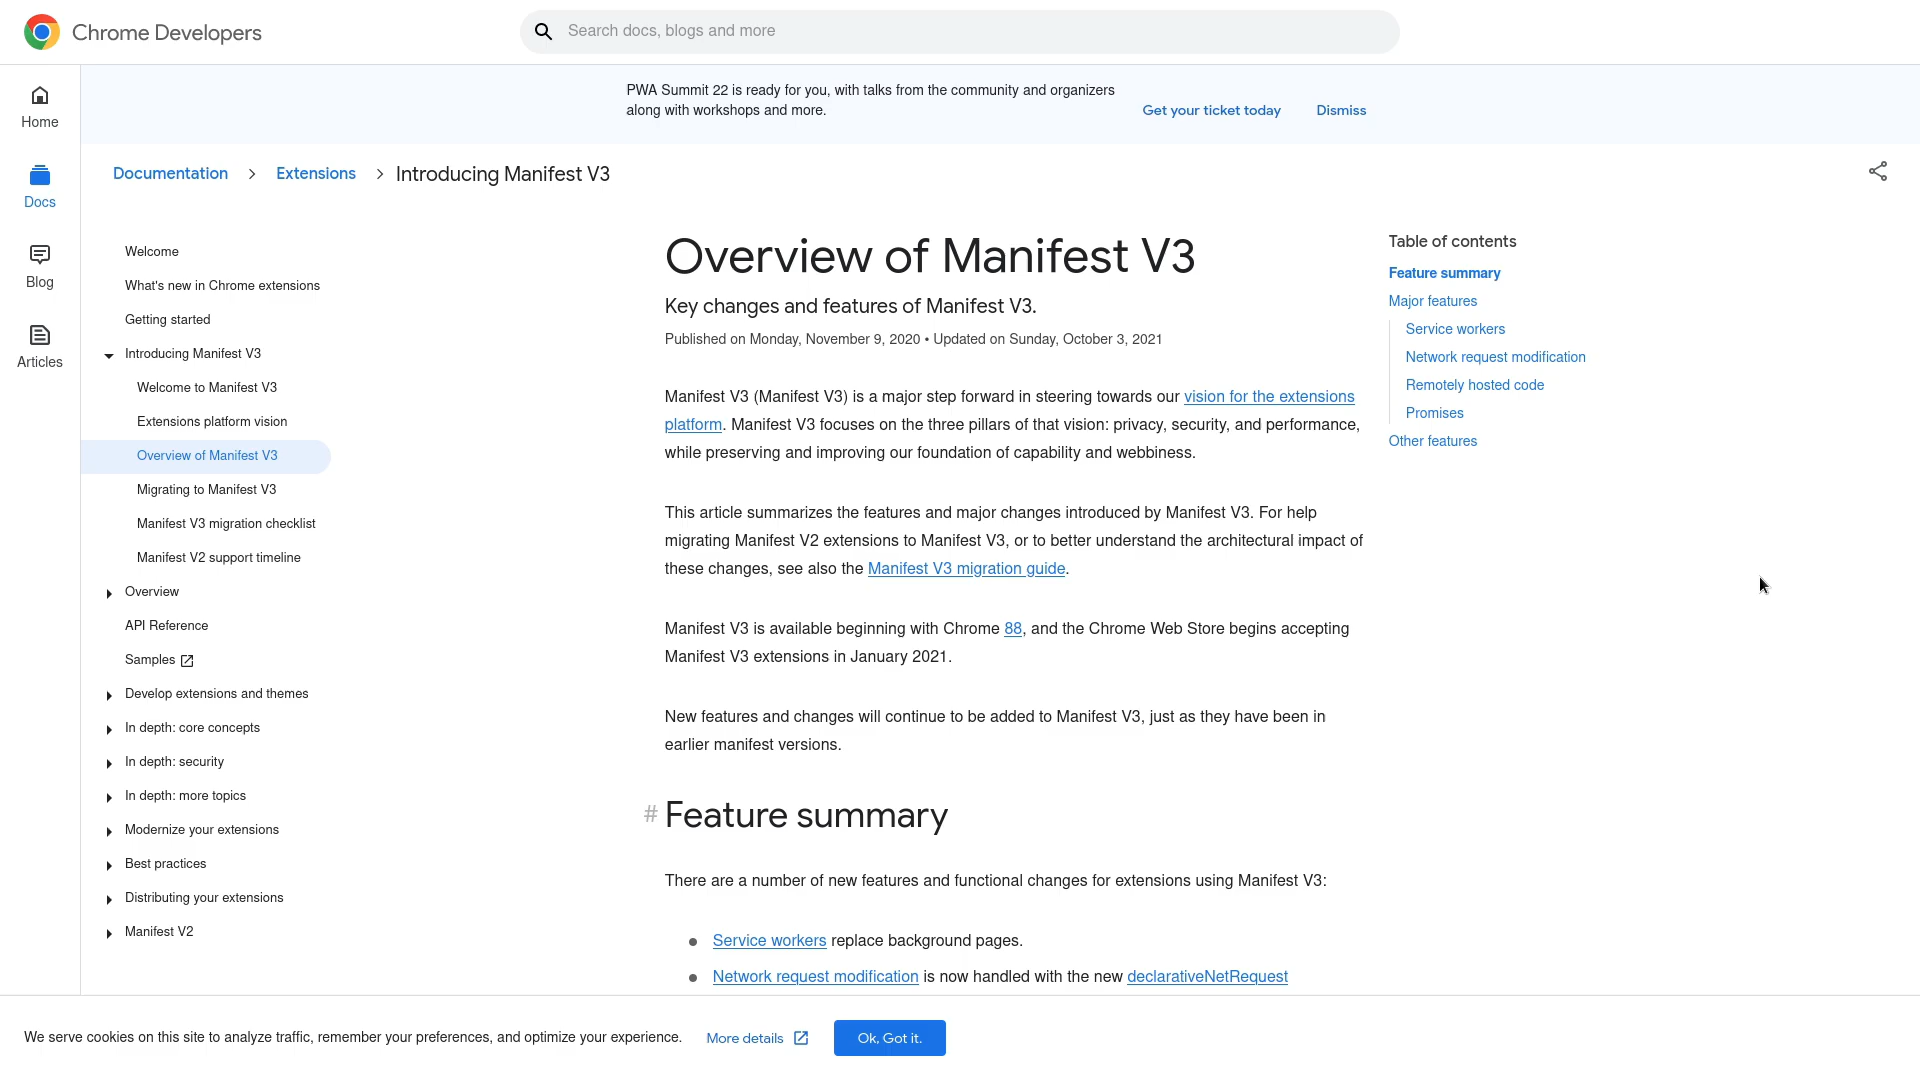 Chrome Developers
Search docs, blogs and more
Home
Docs
Blog
Articles
PWA Summit 22 is ready for you, with talks from the community and organizers
along with workshops and more.
Get your ticket today
Dismiss
Documentation
Extensions
Introducing Manifest V3
Welcome
What's new in Chrome extensions
Getting started
Introducing Manifest V3
Welcome to Manifest V3
Extensions platform vision
Overview of Manifest V3
Migrating to Manifest V3
Manifest V3 migration checklist
Manifest V2 support timeline
Overview
API Reference
Samples
Develop extensions and themes
In depth: core concepts
In depth: security
In depth: more topics
Modernize your extensions
Best practices
Distributing your extensions
Manifest V2
Overview of Manifest V3
Key changes and features of Manifest V3.
Published on Monday, November 9, 2020 • Updated on Sunday, October 3, 2021
Manifest V3 (Manifest V3) is a major step forward in steering towards our vision for the extensions
platform. Manifest V3 focuses on the three pillars of that vision: privacy, security, and performance,
while preserving and improving our foundation of capability and webbiness.
This article summarizes the features and major changes introduced by Manifest V3. For help
migrating Manifest V2 extensions to Manifest V3, or to better understand the architectural impact of
these changes, see also the Manifest V3 migration guide.
Manifest V3 is available beginning with Chrome 88, and the Chrome Web Store begins accepting
Manifest V3 extensions in January 2021.
New features and changes will continue to be added to Manifest V3, just as they have been in
earlier manifest versions.
# Feature summary
There are a number of new features and functional changes for extensions using Manifest V3:
● Service workers replace background pages.
● Network request modification is now handled with the new declarativeNetRequest
Table of contents
Feature summary
Major features
Service workers
Network request modification
Remotely hosted code
Promises
Other features
We serve cookies on this site to analyze traffic, remember your preferences, and optimize your experience.
More details
Ok, Got it.